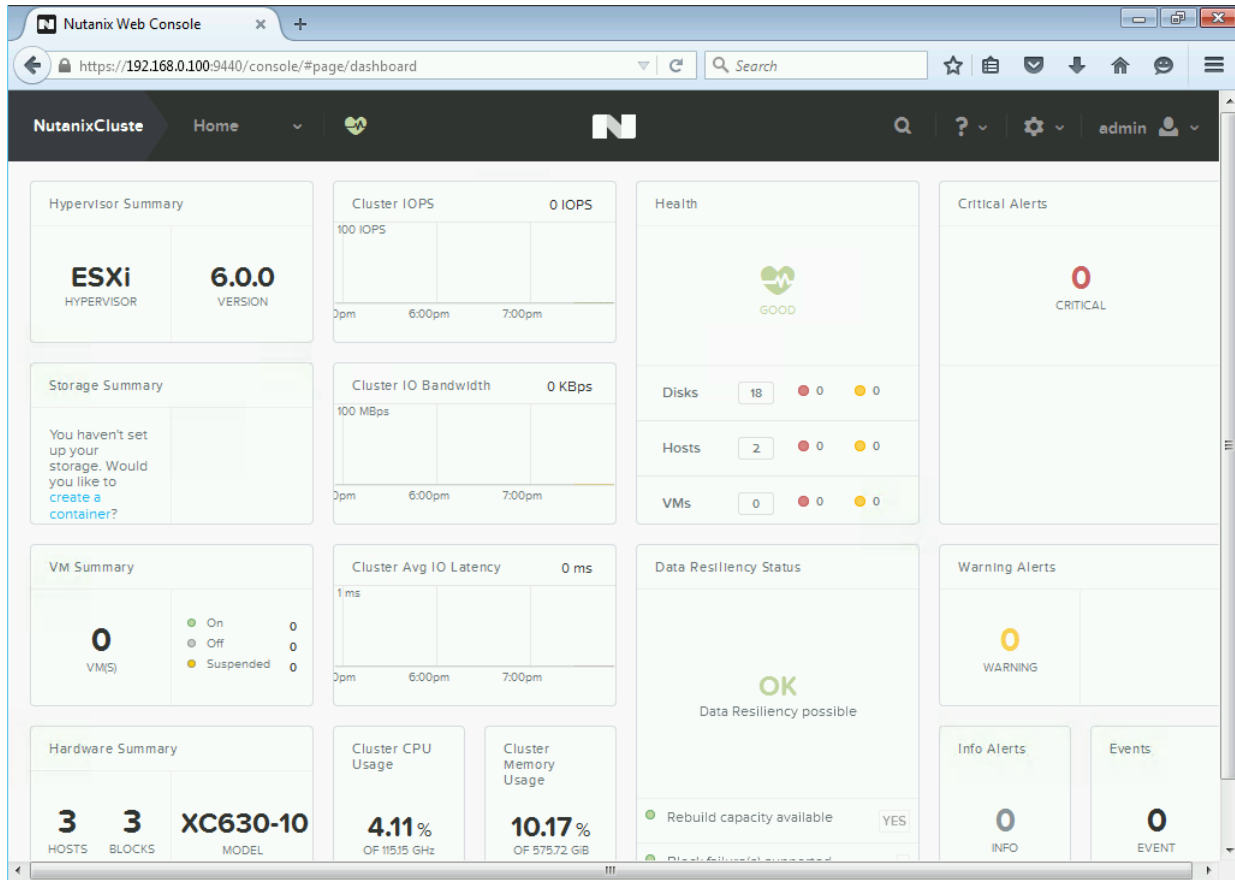 Nutanix Web Console
https://192.168.0.100:9440/console/#page/dashboard
Search
NutanixCluste
Home
?
admin
Hypervisor Summary
ESXi
HYPERVISOR
6.0.0
VERSION
Cluster IOPS
0 IOPS
100 IOPS
0pm 6:00pm 7:00pm
Health
GOOD
Disks 18 0 0
Hosts 2 0 0
VMs 0 0 0
Critical Alerts
0
CRITICAL
Storage Summary
You haven't set
up your
storage. Would
you like to
create a
container?
Cluster IO Bandwidth
0 KBps
100 MBps
0pm 6:00pm 7:00pm
VM Summary
0
VM(S)
On 0
Off 0
Suspended 0
Cluster Avg IO Latency
0 ms
1 ms
0pm 6:00pm 7:00pm
Data Resiliency Status
OK
Data Resiliency possible
Rebuild capacity available YES
Warning Alerts
0
WARNING
Hardware Summary
3
HOSTS
3
BLOCKS
XC630-10
MODEL
Cluster CPU
Usage
4.11 %
OF 115.15 GHz
Cluster
Memory
Usage
10.17 %
OF 575.72 GiB
Info Alerts
0
INFO
Events
0
EVENT